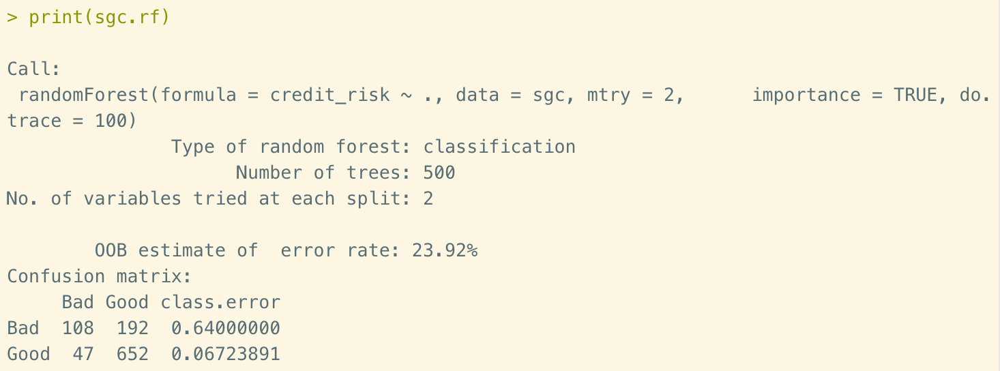 > print(sgc.rf)
Call:
 randomForest(formula = credit_risk ~ ., data = sgc, mtry = 2,      importance = TRUE, do.
trace = 100)
               Type of random forest: classification
                     Number of trees: 500
No. of variables tried at each split: 2
        OOB estimate of  error rate: 23.92%
Confusion matrix:
     Bad Good class.error
Bad  108  192  0.64000000
Good  47  652  0.06723891